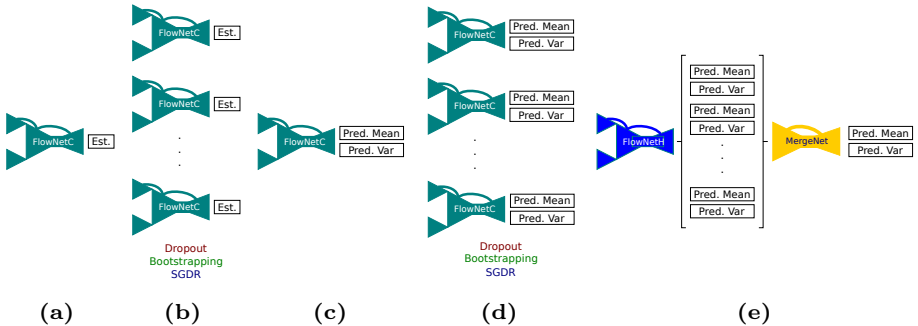 FlowNetC
Est.
(a)
FlowNetC
Est.
FlowNetC
Est.
.
.
.
FlowNetC
Est.
Dropout
Bootstrapping
SGDR
(b)
FlowNetC
Pred. Mean
Pred. Var
(c)
FlowNetC
Pred. Mean
Pred. Var
FlowNetC
Pred. Mean
Pred. Var
.
.
.
FlowNetC
Pred. Mean
Pred. Var
Dropout
Bootstrapping
SGDR
(d)
FlowNetH
Pred. Mean
Pred. Var
Pred. Mean
Pred. Var
.
.
.
Pred. Mean
Pred. Var
MergeNet
Pred. Mean
Pred. Var
(e)